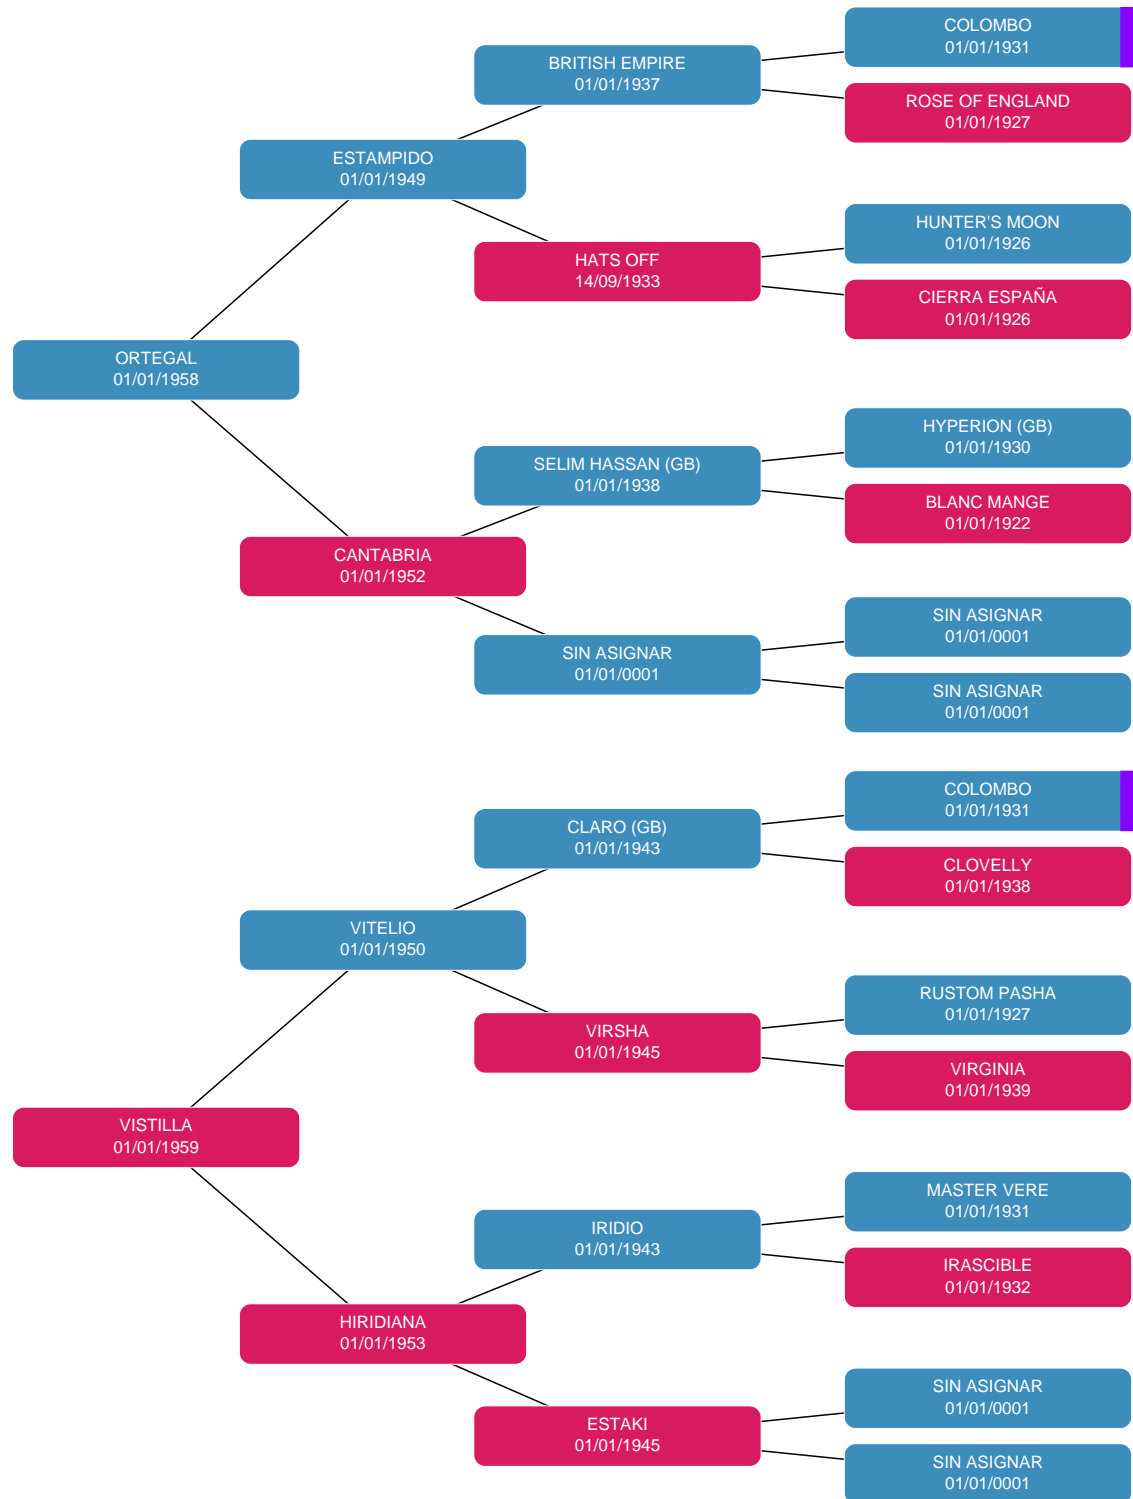 COLOMBO
01/01/1931
BRITISH EMPIRE
01/01/1937
ROSE OF ENGLAND
01/01/1927
ESTAMPIDO
01/01/1949
HUNTER'S MOON
01/01/1926
HATS OFF
14/09/1933
CIERRA ESPAÑA
01/01/1926
ORTEGAL
01/01/1958
HYPERION (GB)
01/01/1930
SELIM HASSAN (GB)
01/01/1938
BLANC MANGE
01/01/1922
CANTABRIA
01/01/1952
SIN ASIGNAR
01/01/0001
SIN ASIGNAR
01/01/0001
SIN ASIGNAR
01/01/0001
COLOMBO
01/01/1931
CLARO (GB)
01/01/1943
CLOVELLY
01/01/1938
VITELIO
01/01/1950
RUSTOM PASHA
01/01/1927
VIRSHA
01/01/1945
VIRGINIA
01/01/1939
VISTILLA
01/01/1959
MASTER VERE
01/01/1931
IRIDIO
01/01/1943
IRASCIBLE
01/01/1932
HIRIDIANA
01/01/1953
SIN ASIGNAR
01/01/0001
ESTAKI
01/01/1945
SIN ASIGNAR
01/01/0001